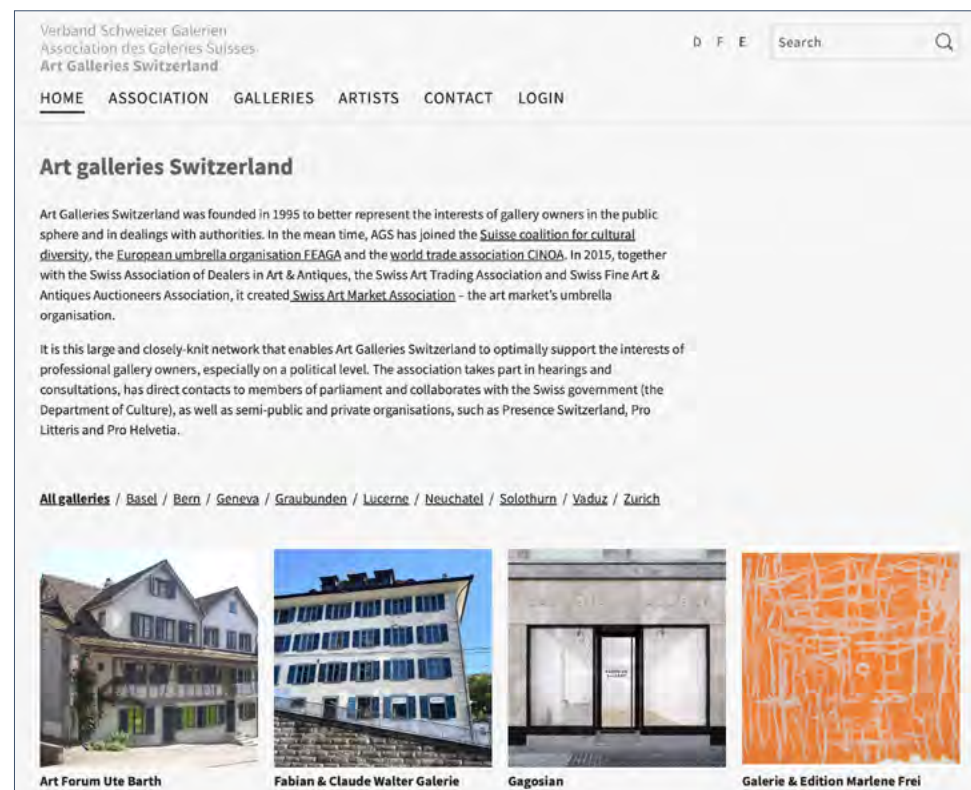 Verband Schweizer Galerien
Association des Galeries Suisses
Art Galleries Switzerland
D F E Search
HOME ASSOCIATION GALLERIES ARTISTS CONTACT LOGIN
Art galleries Switzerland
Art Galleries Switzerland was founded in 1995 to better represent the interests of gallery owners in the public
sphere and in dealings with authorities. In the mean time, AGS has joined the Suisse coalition for cultural
diversity, the European umbrella organisation FEAGA and the world trade association CINOA. In 2015, together
with the Swiss Association of Dealers in Art & Antiques, the Swiss Art Trading Association and Swiss Fine Art &
Antiques Auctioneers Association, it created Swiss Art Market Association – the art market's umbrella
organisation.
It is this large and closely-knit network that enables Art Galleries Switzerland to optimally support the interests of
professional gallery owners, especially on a political level. The association takes part in hearings and
consultations, has direct contacts to members of parliament and collaborates with the Swiss government (the
Department of Culture), as well as semi-public and private organisations, such as Presence Switzerland, Pro
Litteris and Pro Helvetia.
All galleries / Basel / Bern / Geneva / Graubunden / Lucerne / Neuchatel / Solothurn / Vaduz / Zurich
Art Forum Ute Barth Fabian & Claude Walter Galerie Gagosian Galerie & Edition Marlene Frei